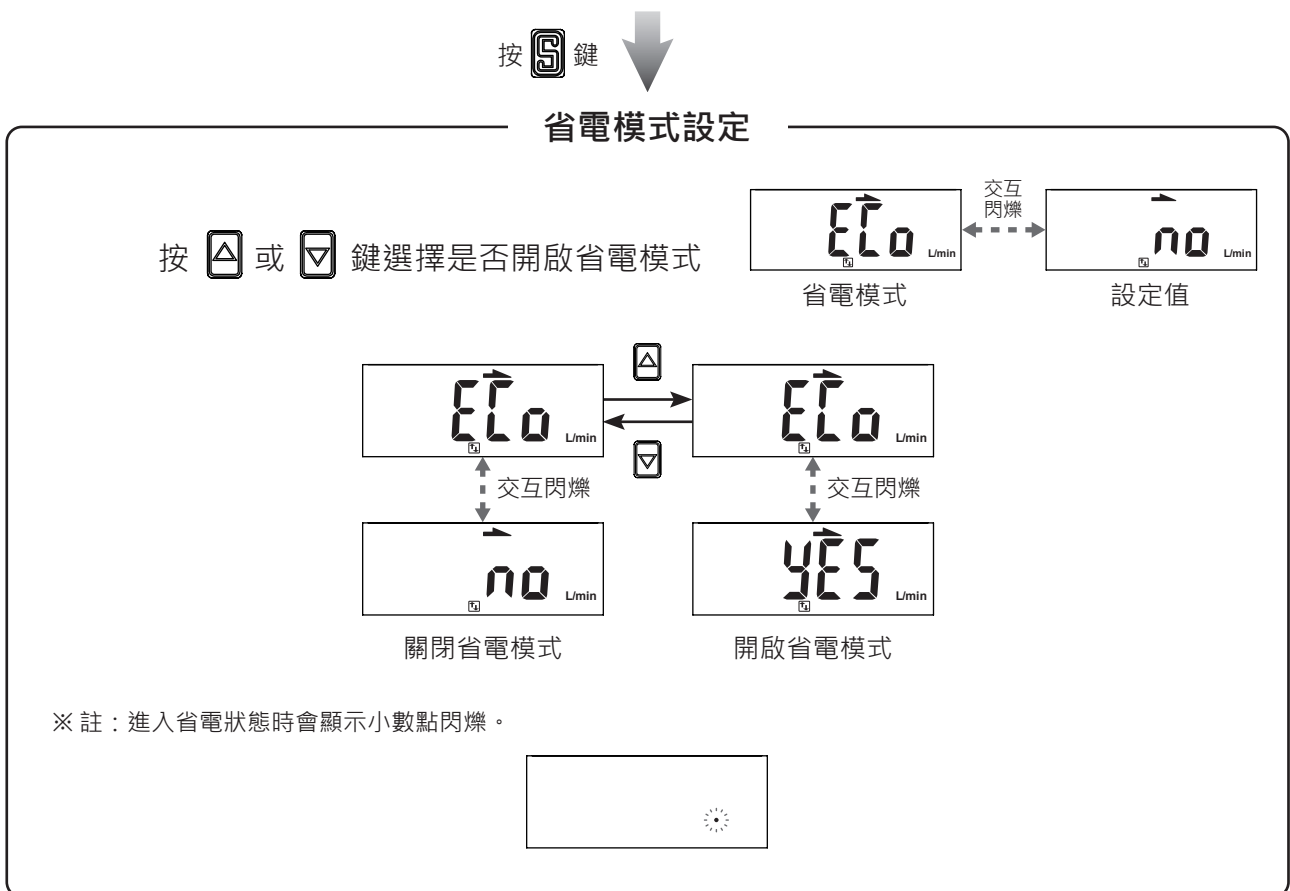 按 S 鍵
省電模式設定
按 △ 或 ▽ 鍵選擇是否開啟省電模式
ECo L/min
交互
閃爍
no L/min
省電模式
設定值
△
ECo L/min
ECo L/min
▽
交互閃爍
交互閃爍
no L/min
yES L/min
關閉省電模式
開啟省電模式
※ 註：進入省電狀態時會顯示小數點閃爍。